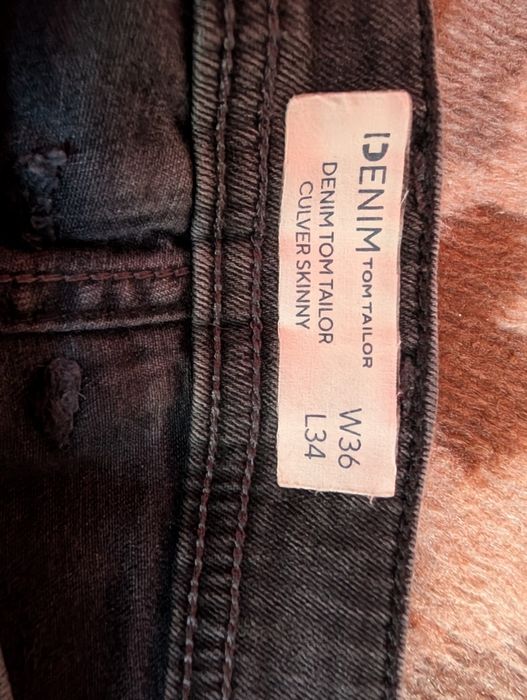 DENIM TOM TAILOR
DENIM TOM TAILOR
CULVER SKINNY
W36
L34